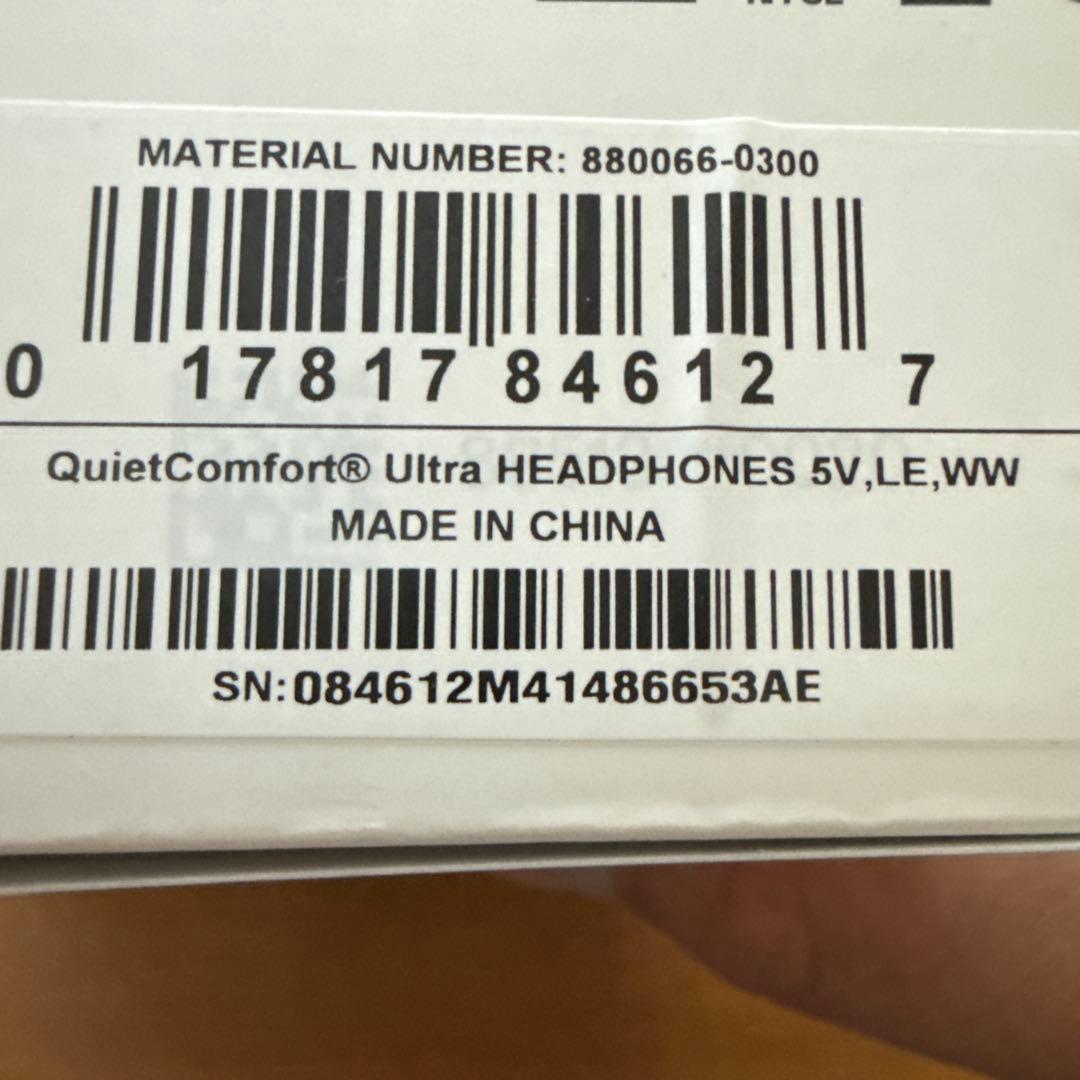 MATERIAL NUMBER: 880066-0300
0 17817 84612 7
QuietComfort® Ultra HEADPHONES 5V,LE,WW
MADE IN CHINA
SN:084612M41486653AE